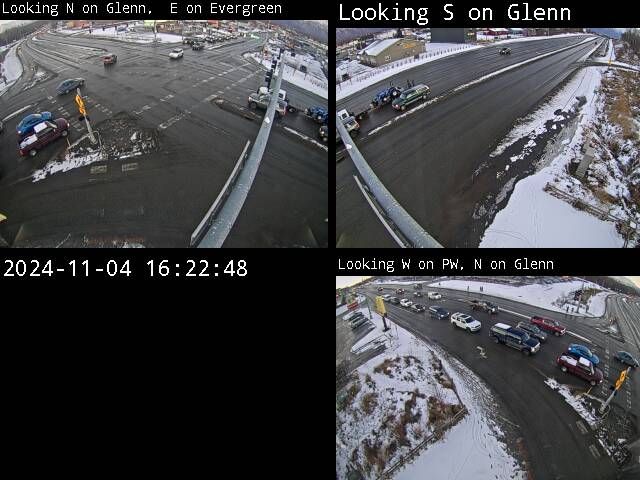 Looking N on Glenn,  E on Evergreen
Looking S on Glenn
2024-11-04 16:22:48
Looking W on PW, N on Glenn